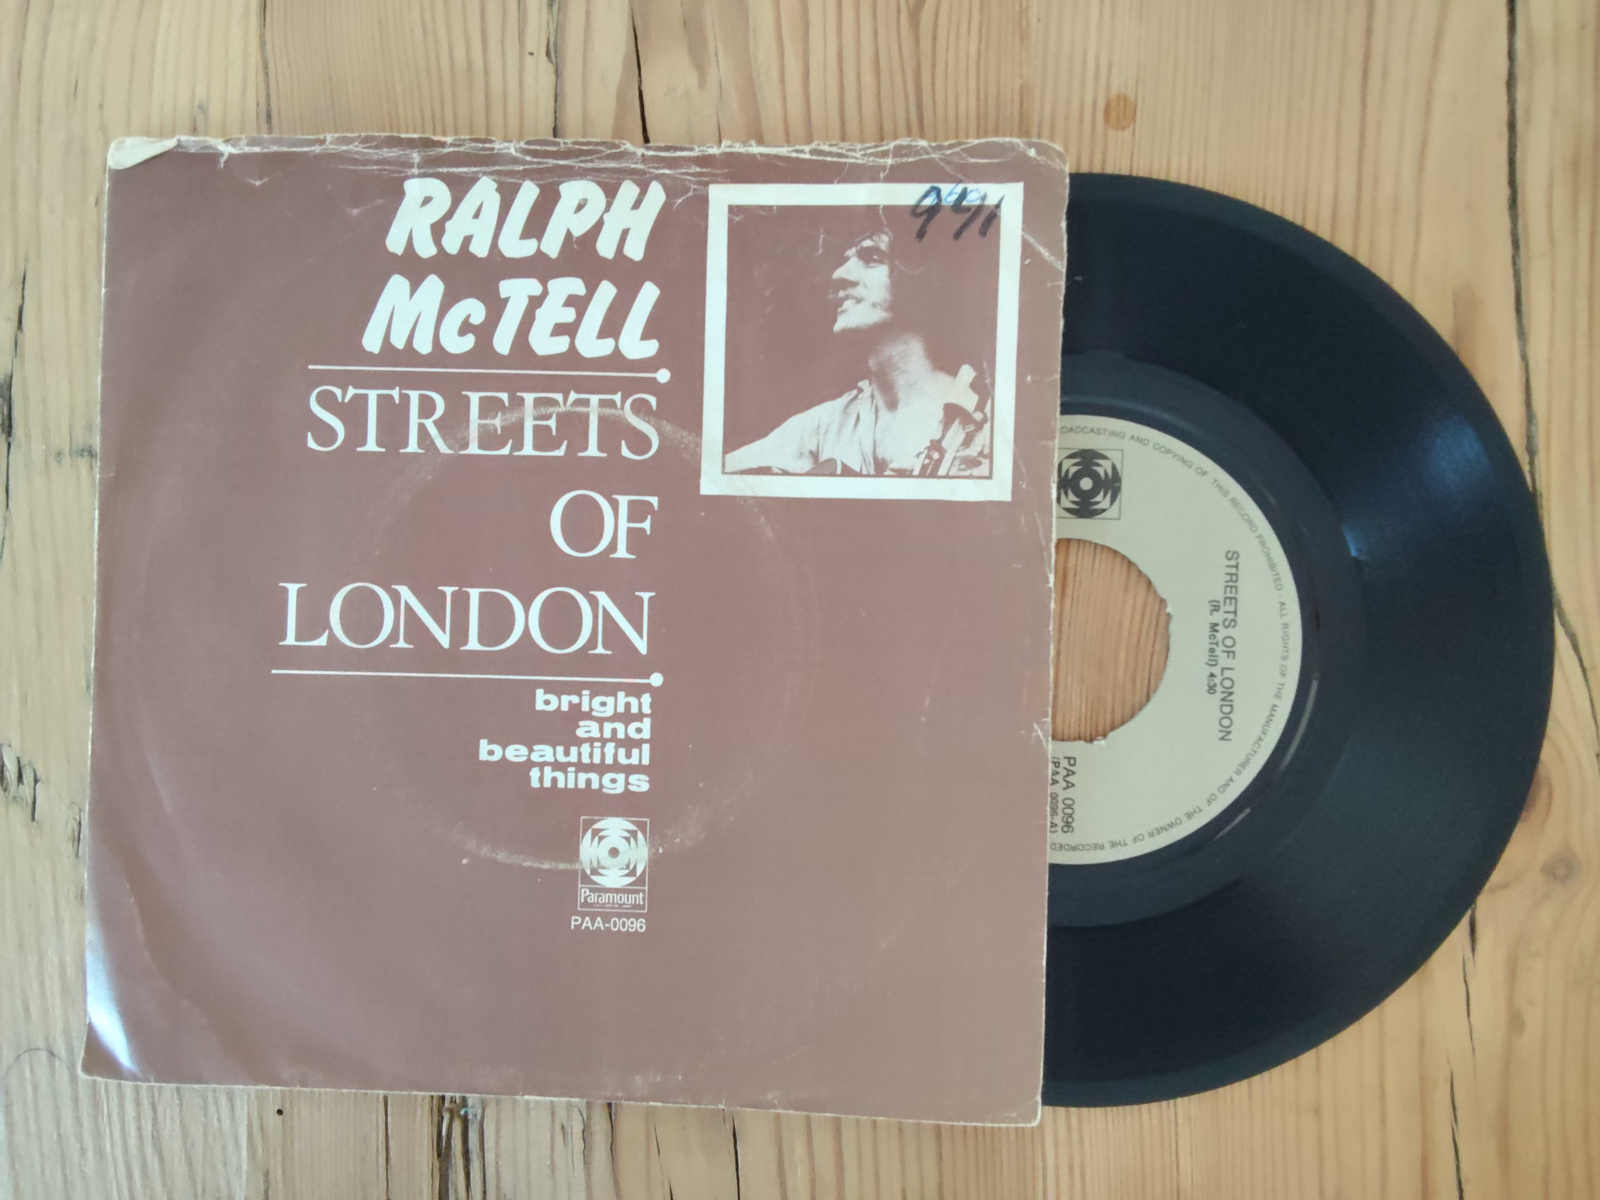 RALPH
McTELL
STREETS
OF
LONDON
bright
and
beautiful
things
Paramount
PAA-0096
OADCASTING AND COPYING OF THIS RECORD PROHIBITED - ALL RIGHTS OF THE MANUFACTURER AND OF THE OWNER OF THE RECORDED
STREETS OF LONDON
(R. McTell) 4:30
PAA 0096
(PAA 0096-A)